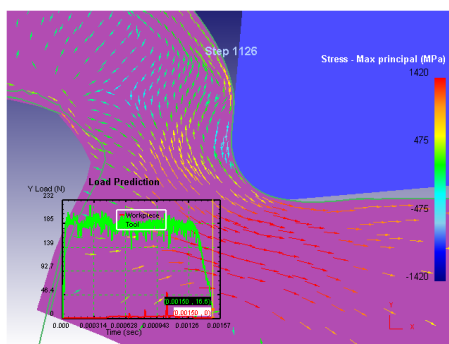 Step 1126
Stress - Max principal (MPa)
1420
475
-475
-1420
Load Prediction
Y Load (N)
232
185
139
92.7
46.4
0
Workpiece
Tool
(0.00150 , 16.6)
(0.00150 , 0)
0.000
0.000314
0.000628
0.000943
0.00126
0.00157
Time (sec)
Y
X